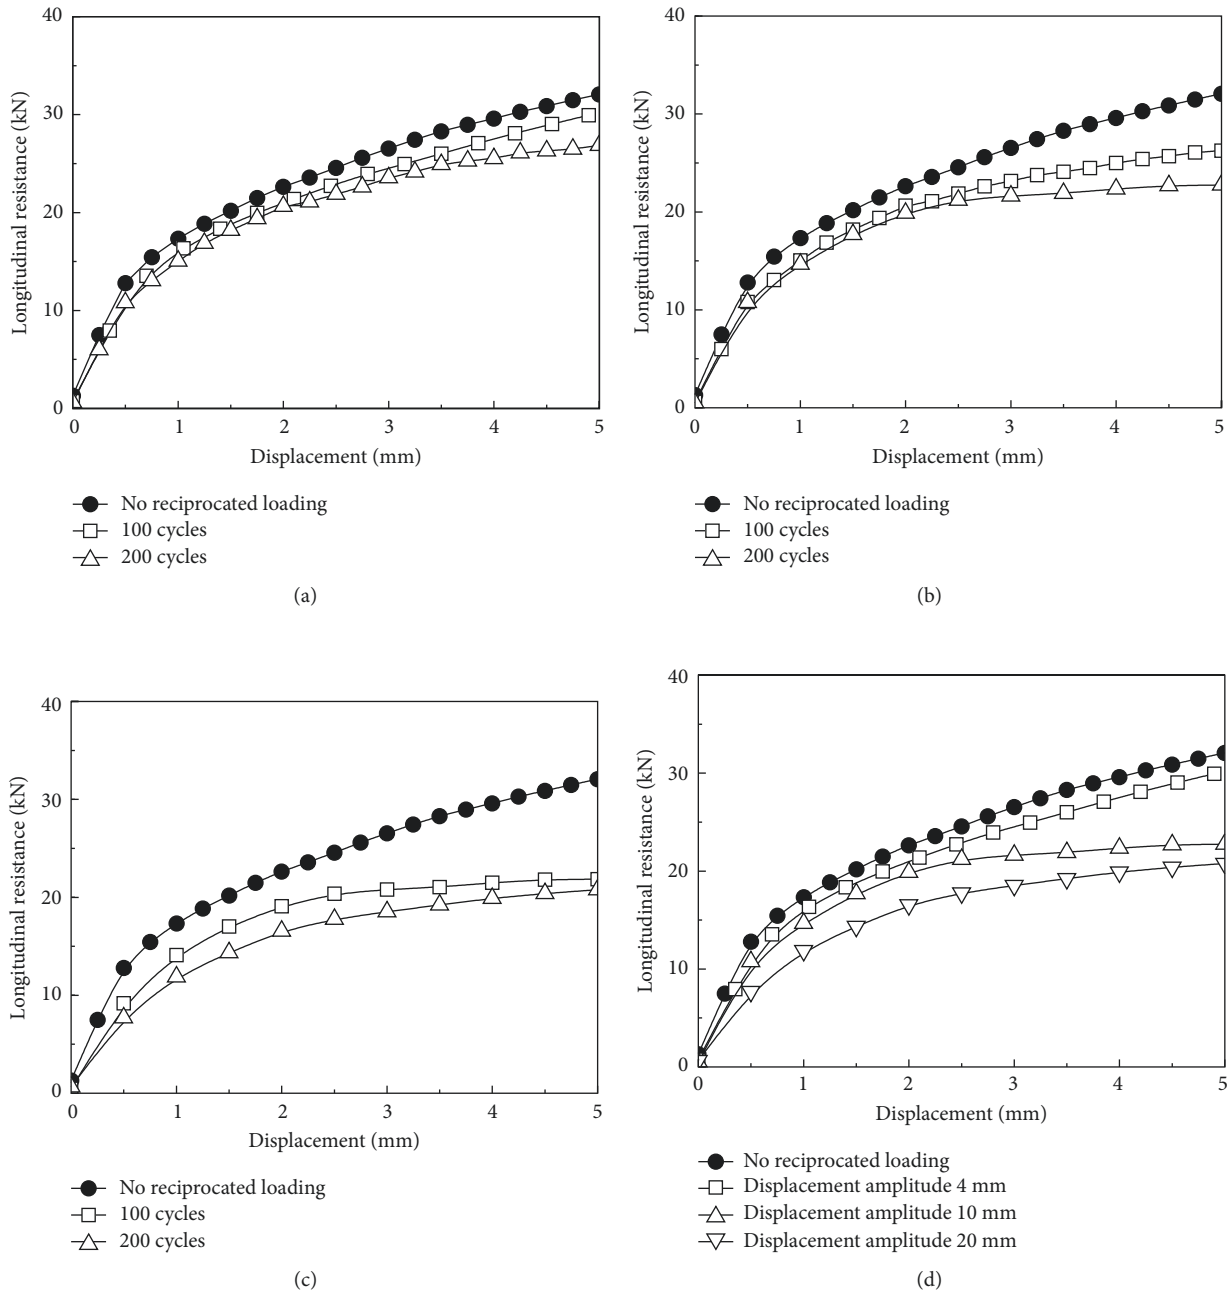 40
30
20
10
0
Longitudinal resistance (kN)
0 1 2 3 4 5
Displacement (mm)
No reciprocated loading
100 cycles
200 cycles
(a)
40
30
20
10
0
Longitudinal resistance (kN)
0 1 2 3 4 5
Displacement (mm)
No reciprocated loading
100 cycles
200 cycles
(b)
40
30
20
10
0
Longitudinal resistance (kN)
0 1 2 3 4 5
Displacement (mm)
No reciprocated loading
100 cycles
200 cycles
(c)
40
30
20
10
0
Longitudinal resistance (kN)
0 1 2 3 4 5
Displacement (mm)
No reciprocated loading
Displacement amplitude 4 mm
Displacement amplitude 10 mm
Displacement amplitude 20 mm
(d)